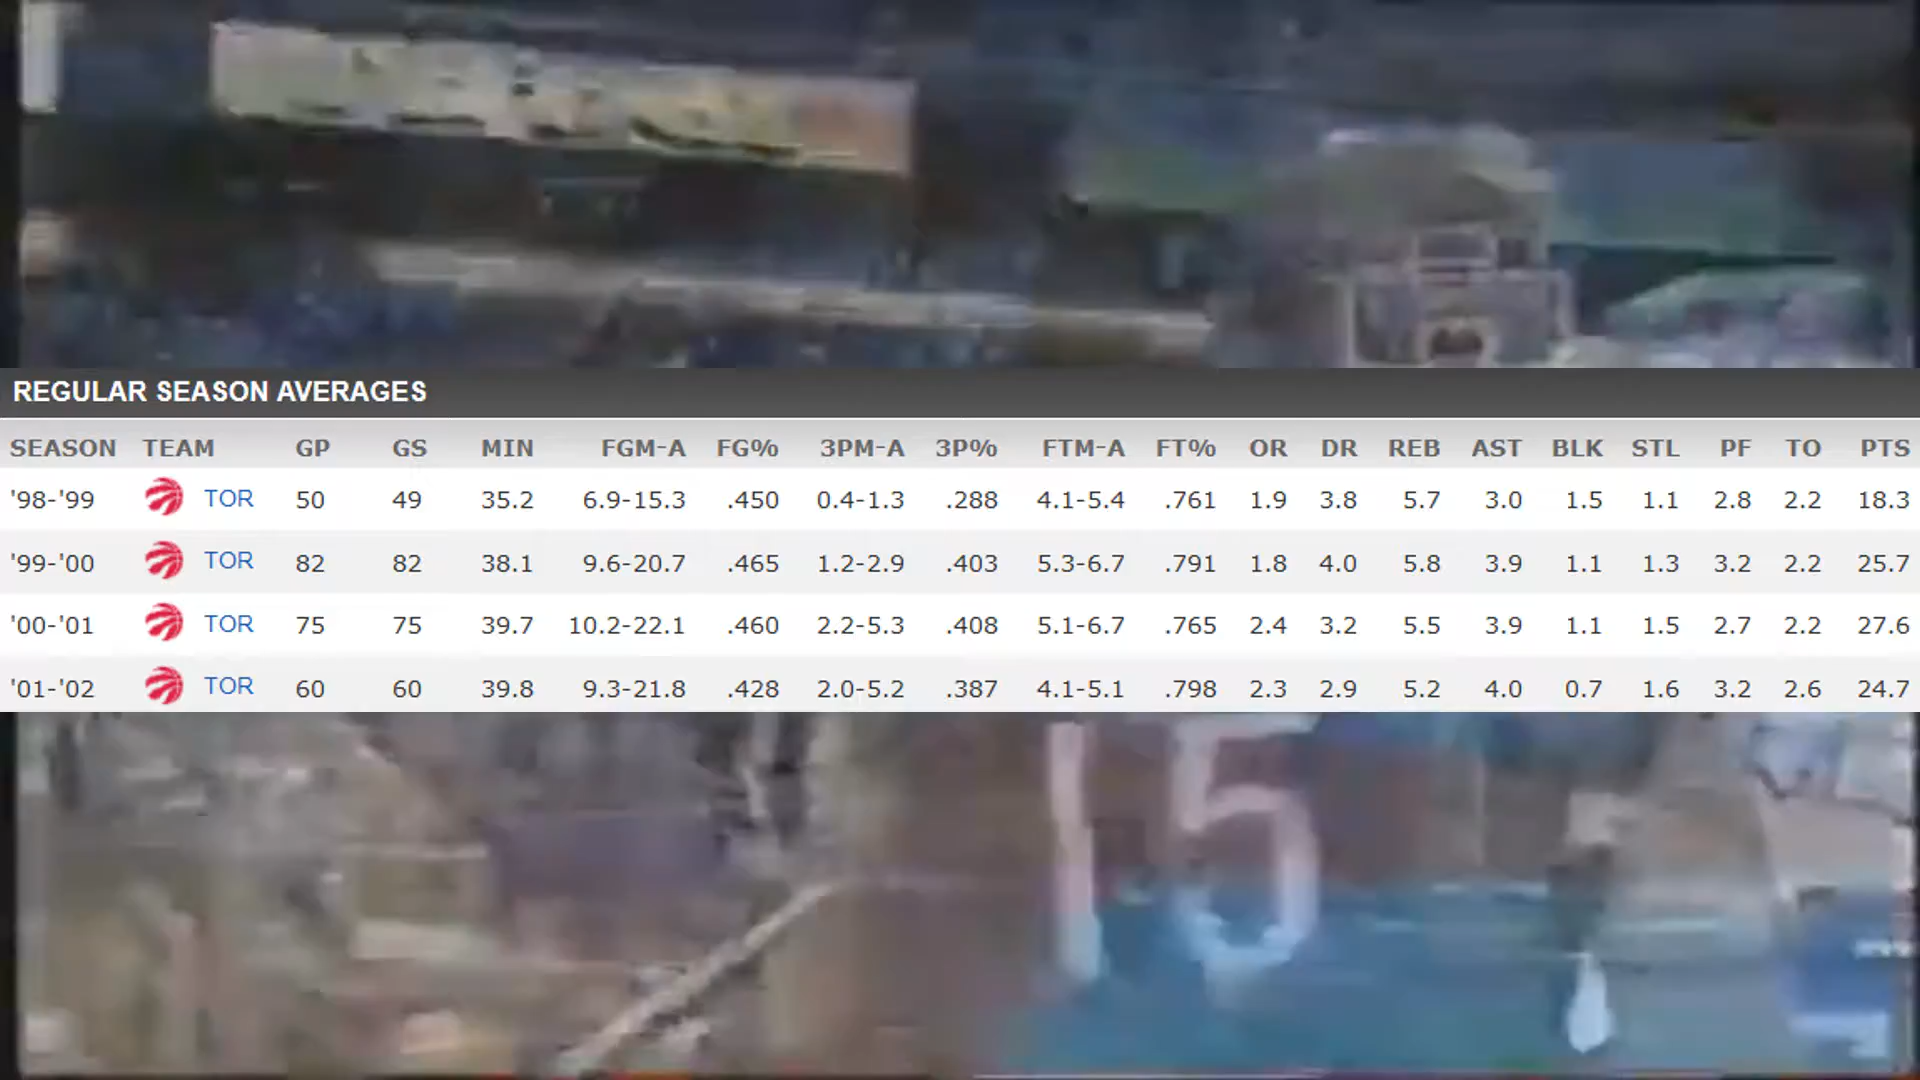 REGULAR SEASON AVERAGES
SEASON TEAM GP GS MIN FGM-A FG% 3PM-A 3P% FTM-A FT% OR DR REB AST BLK STL PF TO PTS
'98-'99 TOR 50 49 35.2 6.9-15.3 .450 0.4-1.3 .288 4.1-5.4 .761 1.9 3.8 5.7 3.0 1.5 1.1 2.8 2.2 18.3
'99-'00 TOR 82 82 38.1 9.6-20.7 .465 1.2-2.9 .403 5.3-6.7 .791 1.8 4.0 5.8 3.9 1.1 1.3 3.2 2.2 25.7
'00-'01 TOR 75 75 39.7 10.2-22.1 .460 2.2-5.3 .408 5.1-6.7 .765 2.4 3.2 5.5 3.9 1.1 1.5 2.7 2.2 27.6
'01-'02 TOR 60 60 39.8 9.3-21.8 .428 2.0-5.2 .387 4.1-5.1 .798 2.3 2.9 5.2 4.0 0.7 1.6 3.2 2.6 24.7
15